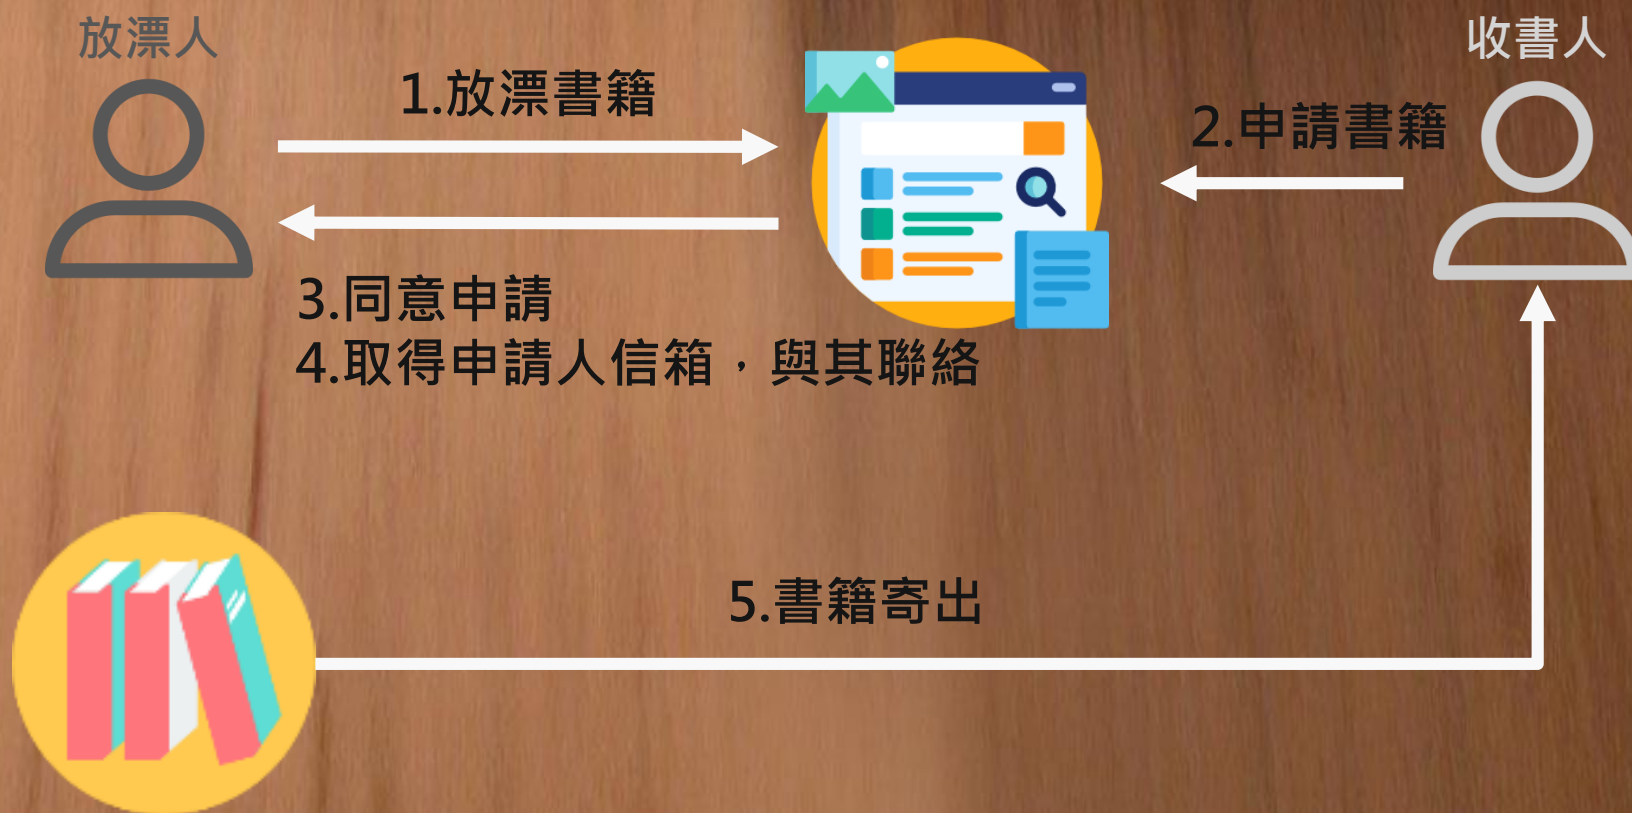 放漂人
收書人
1.放漂書籍
2.申請書籍
3.同意申請
4.取得申請人信箱，與其聯絡
5.書籍寄出